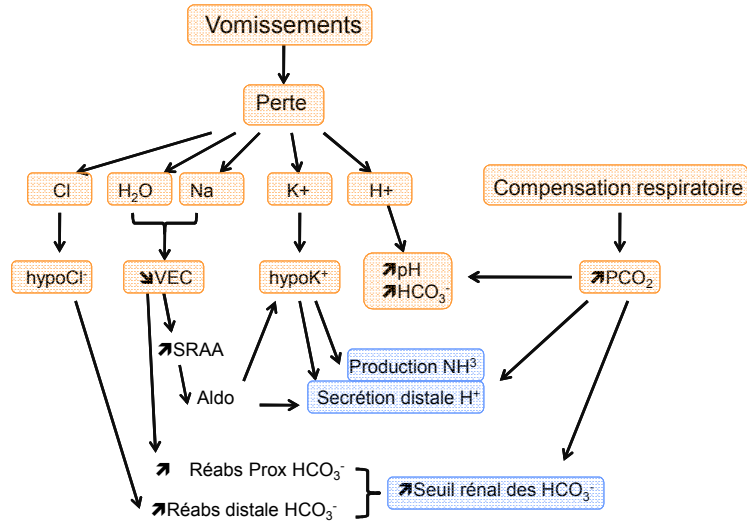 Vomissements
Perte
Cl
H₂O
Na
K+
H+
Compensation respiratoire
hypoCl⁻
↘VEC
hypoK⁺
↗pH
↗HCO₃⁻
↗PCO₂
↗SRAA
Production NH³
Aldo
Secrétion distale H⁺
↗ Réabs Prox HCO₃⁻
↗Seuil rénal des HCO₃⁻
↗Réabs distale HCO₃⁻